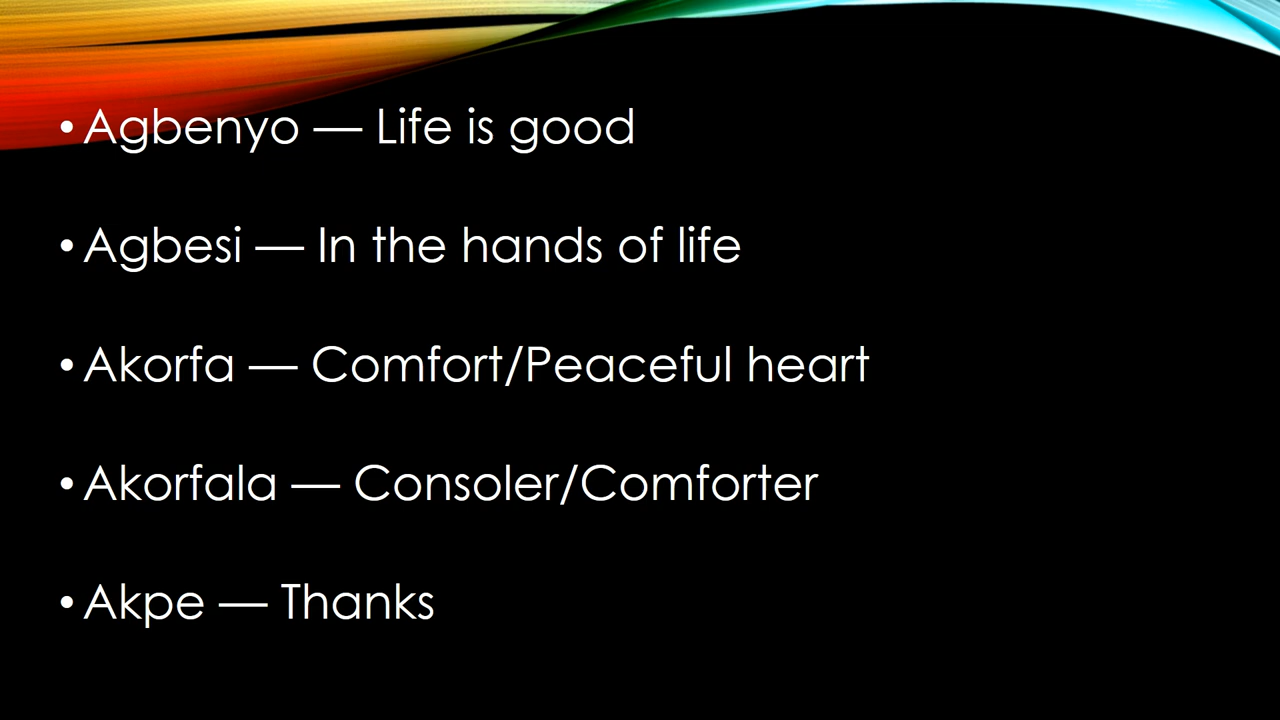 • Agbenyo — Life is good
• Agbesi — In the hands of life
• Akorfa — Comfort/Peaceful heart
• Akorfala — Consoler/Comforter
• Akpe — Thanks